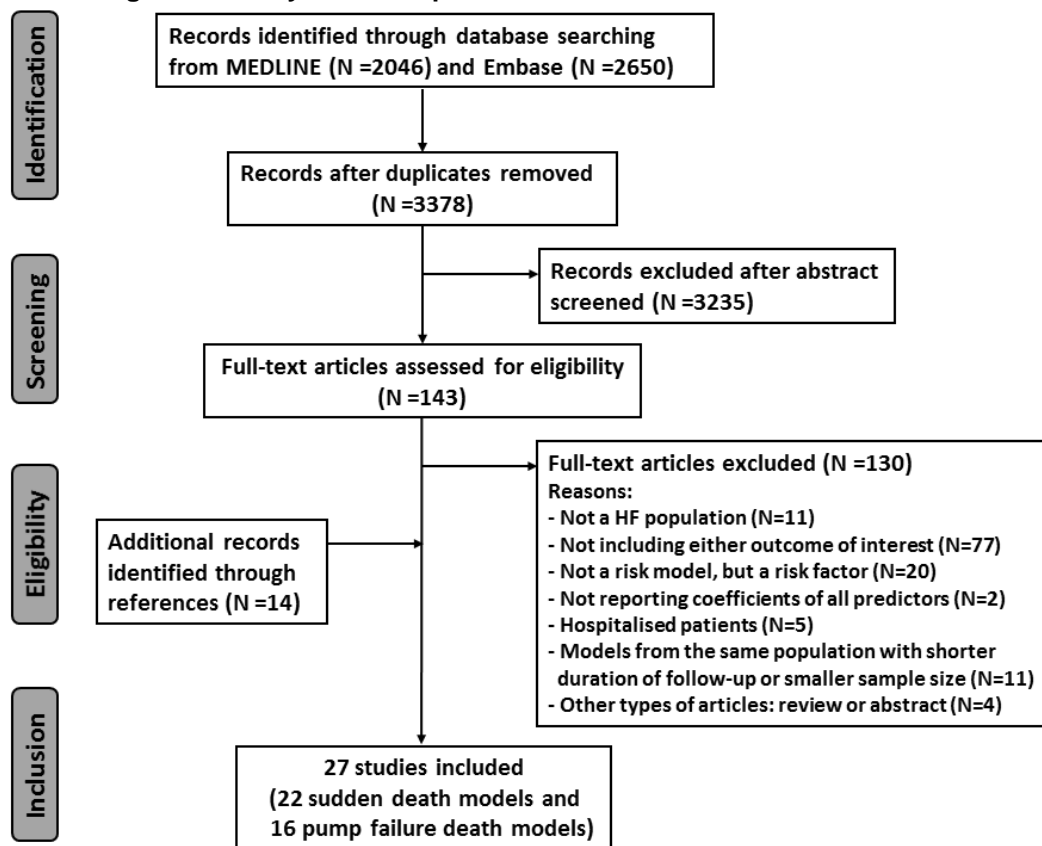 Identification
Records identified through database searching
from MEDLINE (N =2046) and Embase (N =2650)
Records after duplicates removed
(N =3378)
Screening
Records excluded after abstract
screened (N =3235)
Full-text articles assessed for eligibility
(N =143)
Eligibility
Full-text articles excluded (N =130)
Reasons:
- Not a HF population (N=11)
- Not including either outcome of interest (N=77)
- Not a risk model, but a risk factor (N=20)
- Not reporting coefficients of all predictors (N=2)
- Hospitalised patients (N=5)
- Models from the same population with shorter
duration of follow-up or smaller sample size (N=11)
- Other types of articles: review or abstract (N=4)
Additional records
identified through
references (N =14)
Inclusion
27 studies included
(22 sudden death models and
16 pump failure death models)